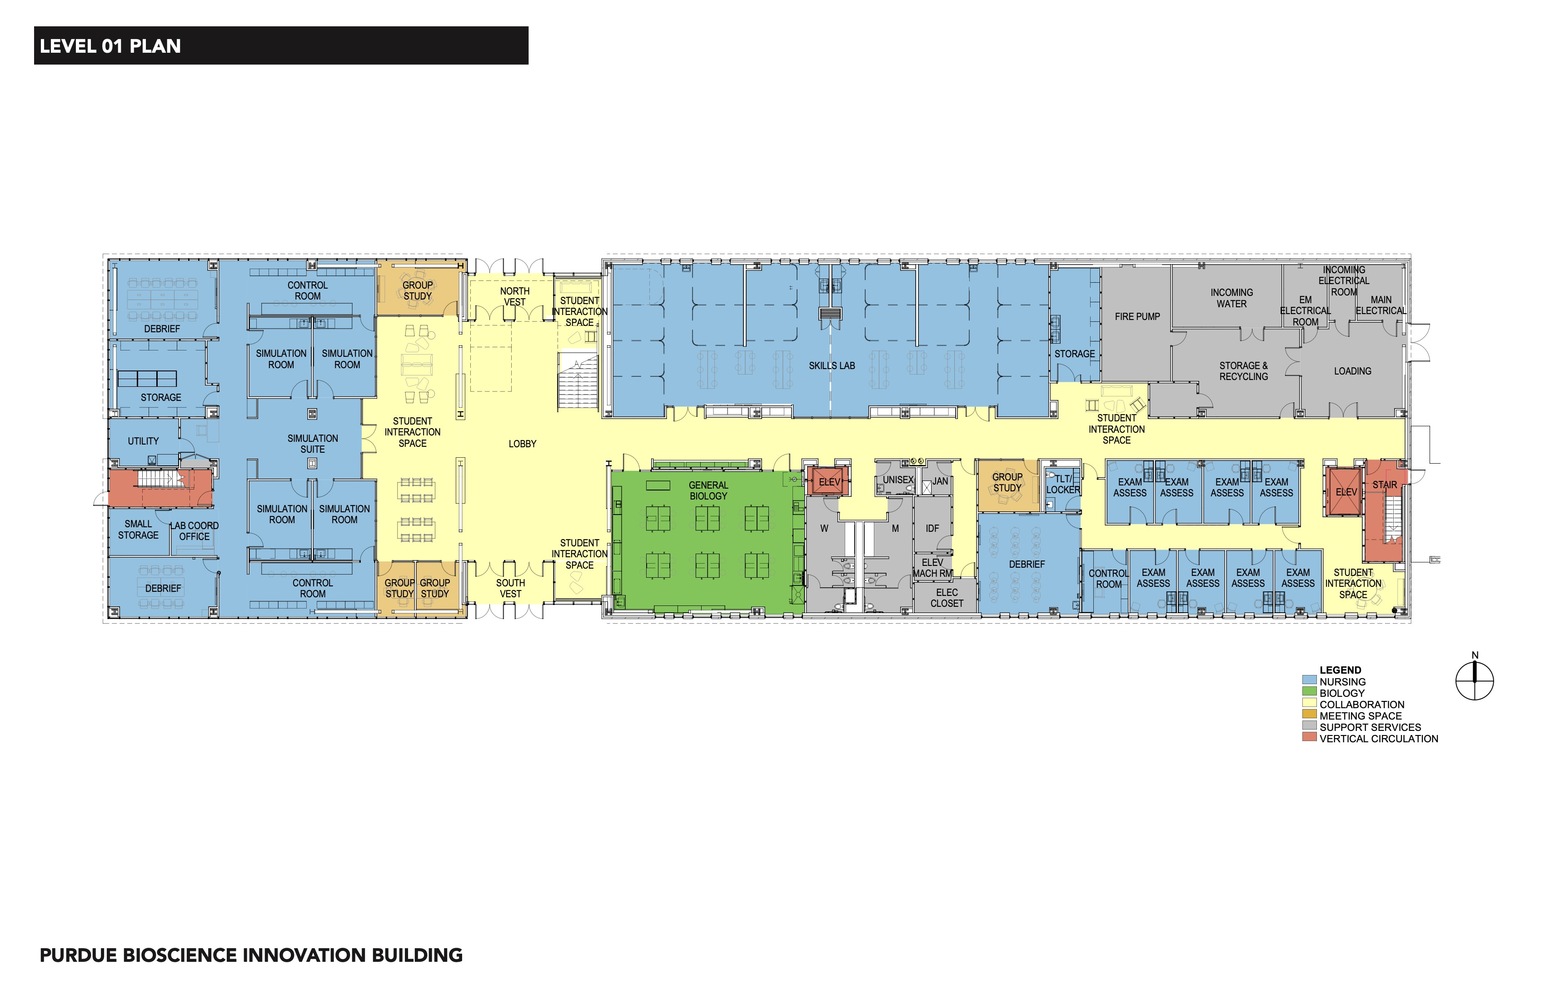 LEVEL 01 PLAN
DEBRIEF
CONTROL
ROOM
GROUP
STUDY
NORTH
VEST
STUDENT
INTERACTION
SPACE
STORAGE
SIMULATION
ROOM
SIMULATION
ROOM
UTILITY
SIMULATION
SUITE
STUDENT
INTERACTION
SPACE
LOBBY
SMALL
STORAGE
LAB COORD
OFFICE
SIMULATION
ROOM
SIMULATION
ROOM
DEBRIEF
CONTROL
ROOM
GROUP
STUDY
GROUP
STUDY
SOUTH
VEST
STUDENT
INTERACTION
SPACE
SKILLS LAB
STORAGE
FIRE PUMP
INCOMING
WATER
EM
ELECTRICAL
ROOM
INCOMING
ELECTRICAL
ROOM
MAIN
ELECTRICAL
STORAGE &
RECYCLING
LOADING
STUDENT
INTERACTION
SPACE
GENERAL
BIOLOGY
ELEV
UNISEX
JAN
W
M
IDF
ELEV
MACH RM
ELEC
CLOSET
GROUP
STUDY
TLT/
LOCKER
DEBRIEF
EXAM
ASSESS
EXAM
ASSESS
EXAM
ASSESS
EXAM
ASSESS
ELEV
STAIR
CONTROL
ROOM
EXAM
ASSESS
EXAM
ASSESS
EXAM
ASSESS
EXAM
ASSESS
STUDENT
INTERACTION
SPACE
LEGEND
NURSING
BIOLOGY
COLLABORATION
MEETING SPACE
SUPPORT SERVICES
VERTICAL CIRCULATION
N
PURDUE BIOSCIENCE INNOVATION BUILDING